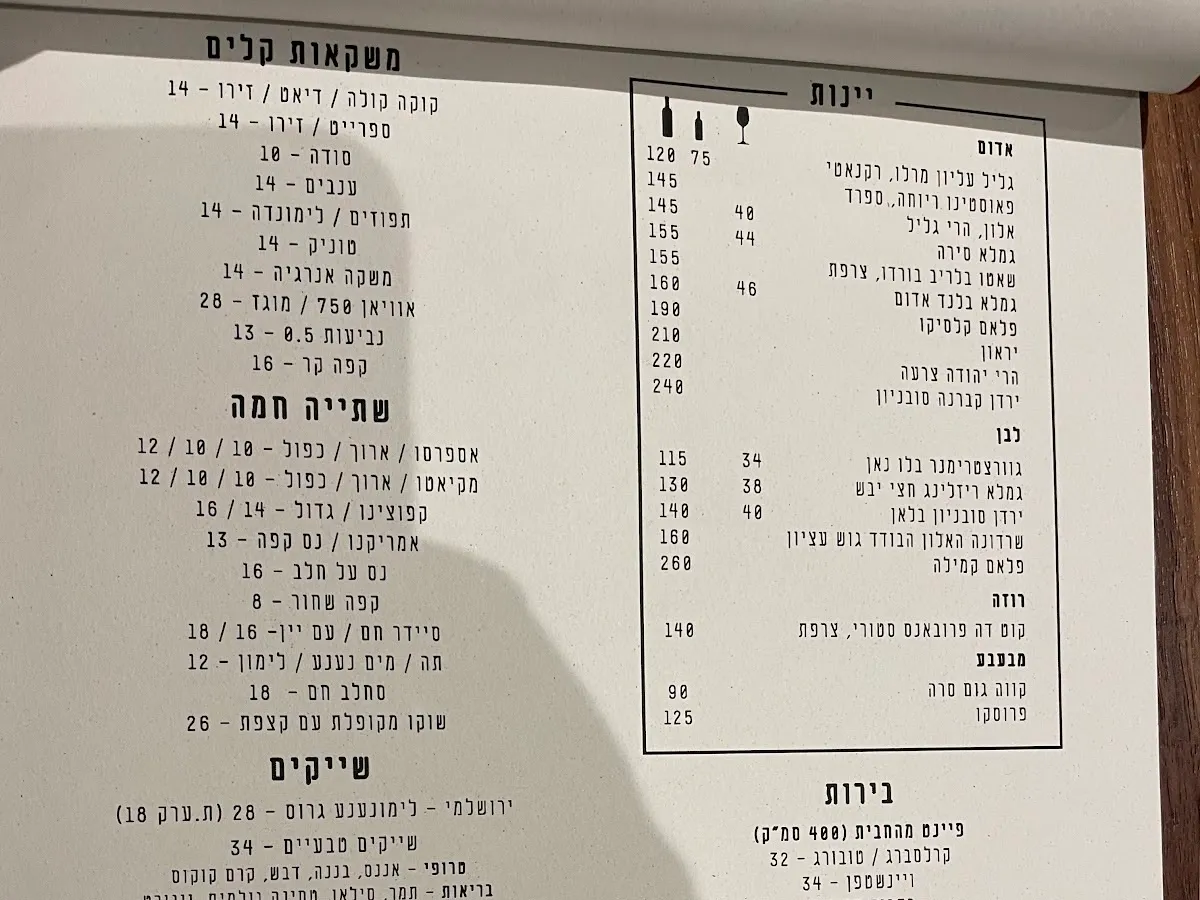 יינות
אדום
גליל עליון מרלו, רקנאטי 75 120
פאוסטינו ריוחה, ספרד 145
אלון, הרי גליל 40 145
גמלא סירה 44 155
שאטו בלריב בורדו, צרפת 155
גמלא בלנד אדום 46 160
פלאם קלסיקו 190
יראון 210
הרי יהודה צרעה 220
ירדן קברנה סובניון 240
לבן
גוורצטרימנר בלו נאן 34 115
גמלא ריזלינג חצי יבש 38 130
ירדן סובניון בלאן 40 140
שרדונה האלון הבודד גוש עציון 160
פלאם קמילה 260
רוזה
קוט דה פרובאנס סטורי, צרפת 140
מבעבע
קווה גום סרה 90
פרוסקו 125
בירות
פיינט מהחבית (400 סמ״ק)
קרלסברג / טובורג - 32
ויינשטפן - 34
משקאות קלים
קוקה קולה / דיאט / זירו - 14
ספרייט / זירו - 14
סודה - 10
ענבים - 14
תפוזים / לימונדה - 14
טוניק - 14
משקה אנרגיה - 14
אוויאן 750 / מוגז - 28
נביעות 0.5 - 13
קפה קר - 16
שתייה חמה
אספרסו / ארוך / כפול - 10 / 10 / 12
מקיאטו / ארוך / כפול - 10 / 10 / 12
קפוצינו / גדול - 14 / 16
אמריקנו / נס קפה - 13
נס על חלב - 16
קפה שחור - 8
סיידר חם / עם יין- 16 / 18
תה / מים נענע / לימון - 12
סחלב חם - 18
שוקו מקופלת עם קצפת - 26
שייקים
ירושלמי - לימונענע גרוס - 28 (ת.ערק 18)
שייקים טבעיים - 34
טרופי - אננס, בננה, דבש, קרם קוקוס
בריאות - תמר, סילאן, טחינה